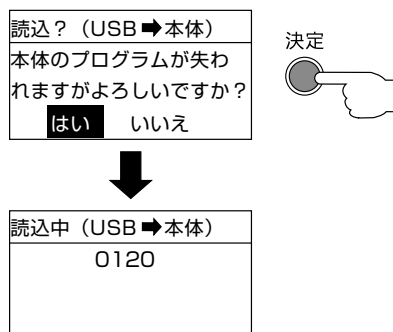 読込？（USB➡本体）
本体のプログラムが失わ
れますがよろしいですか？
はい　いいえ
決定
読込中（USB➡本体）
0120